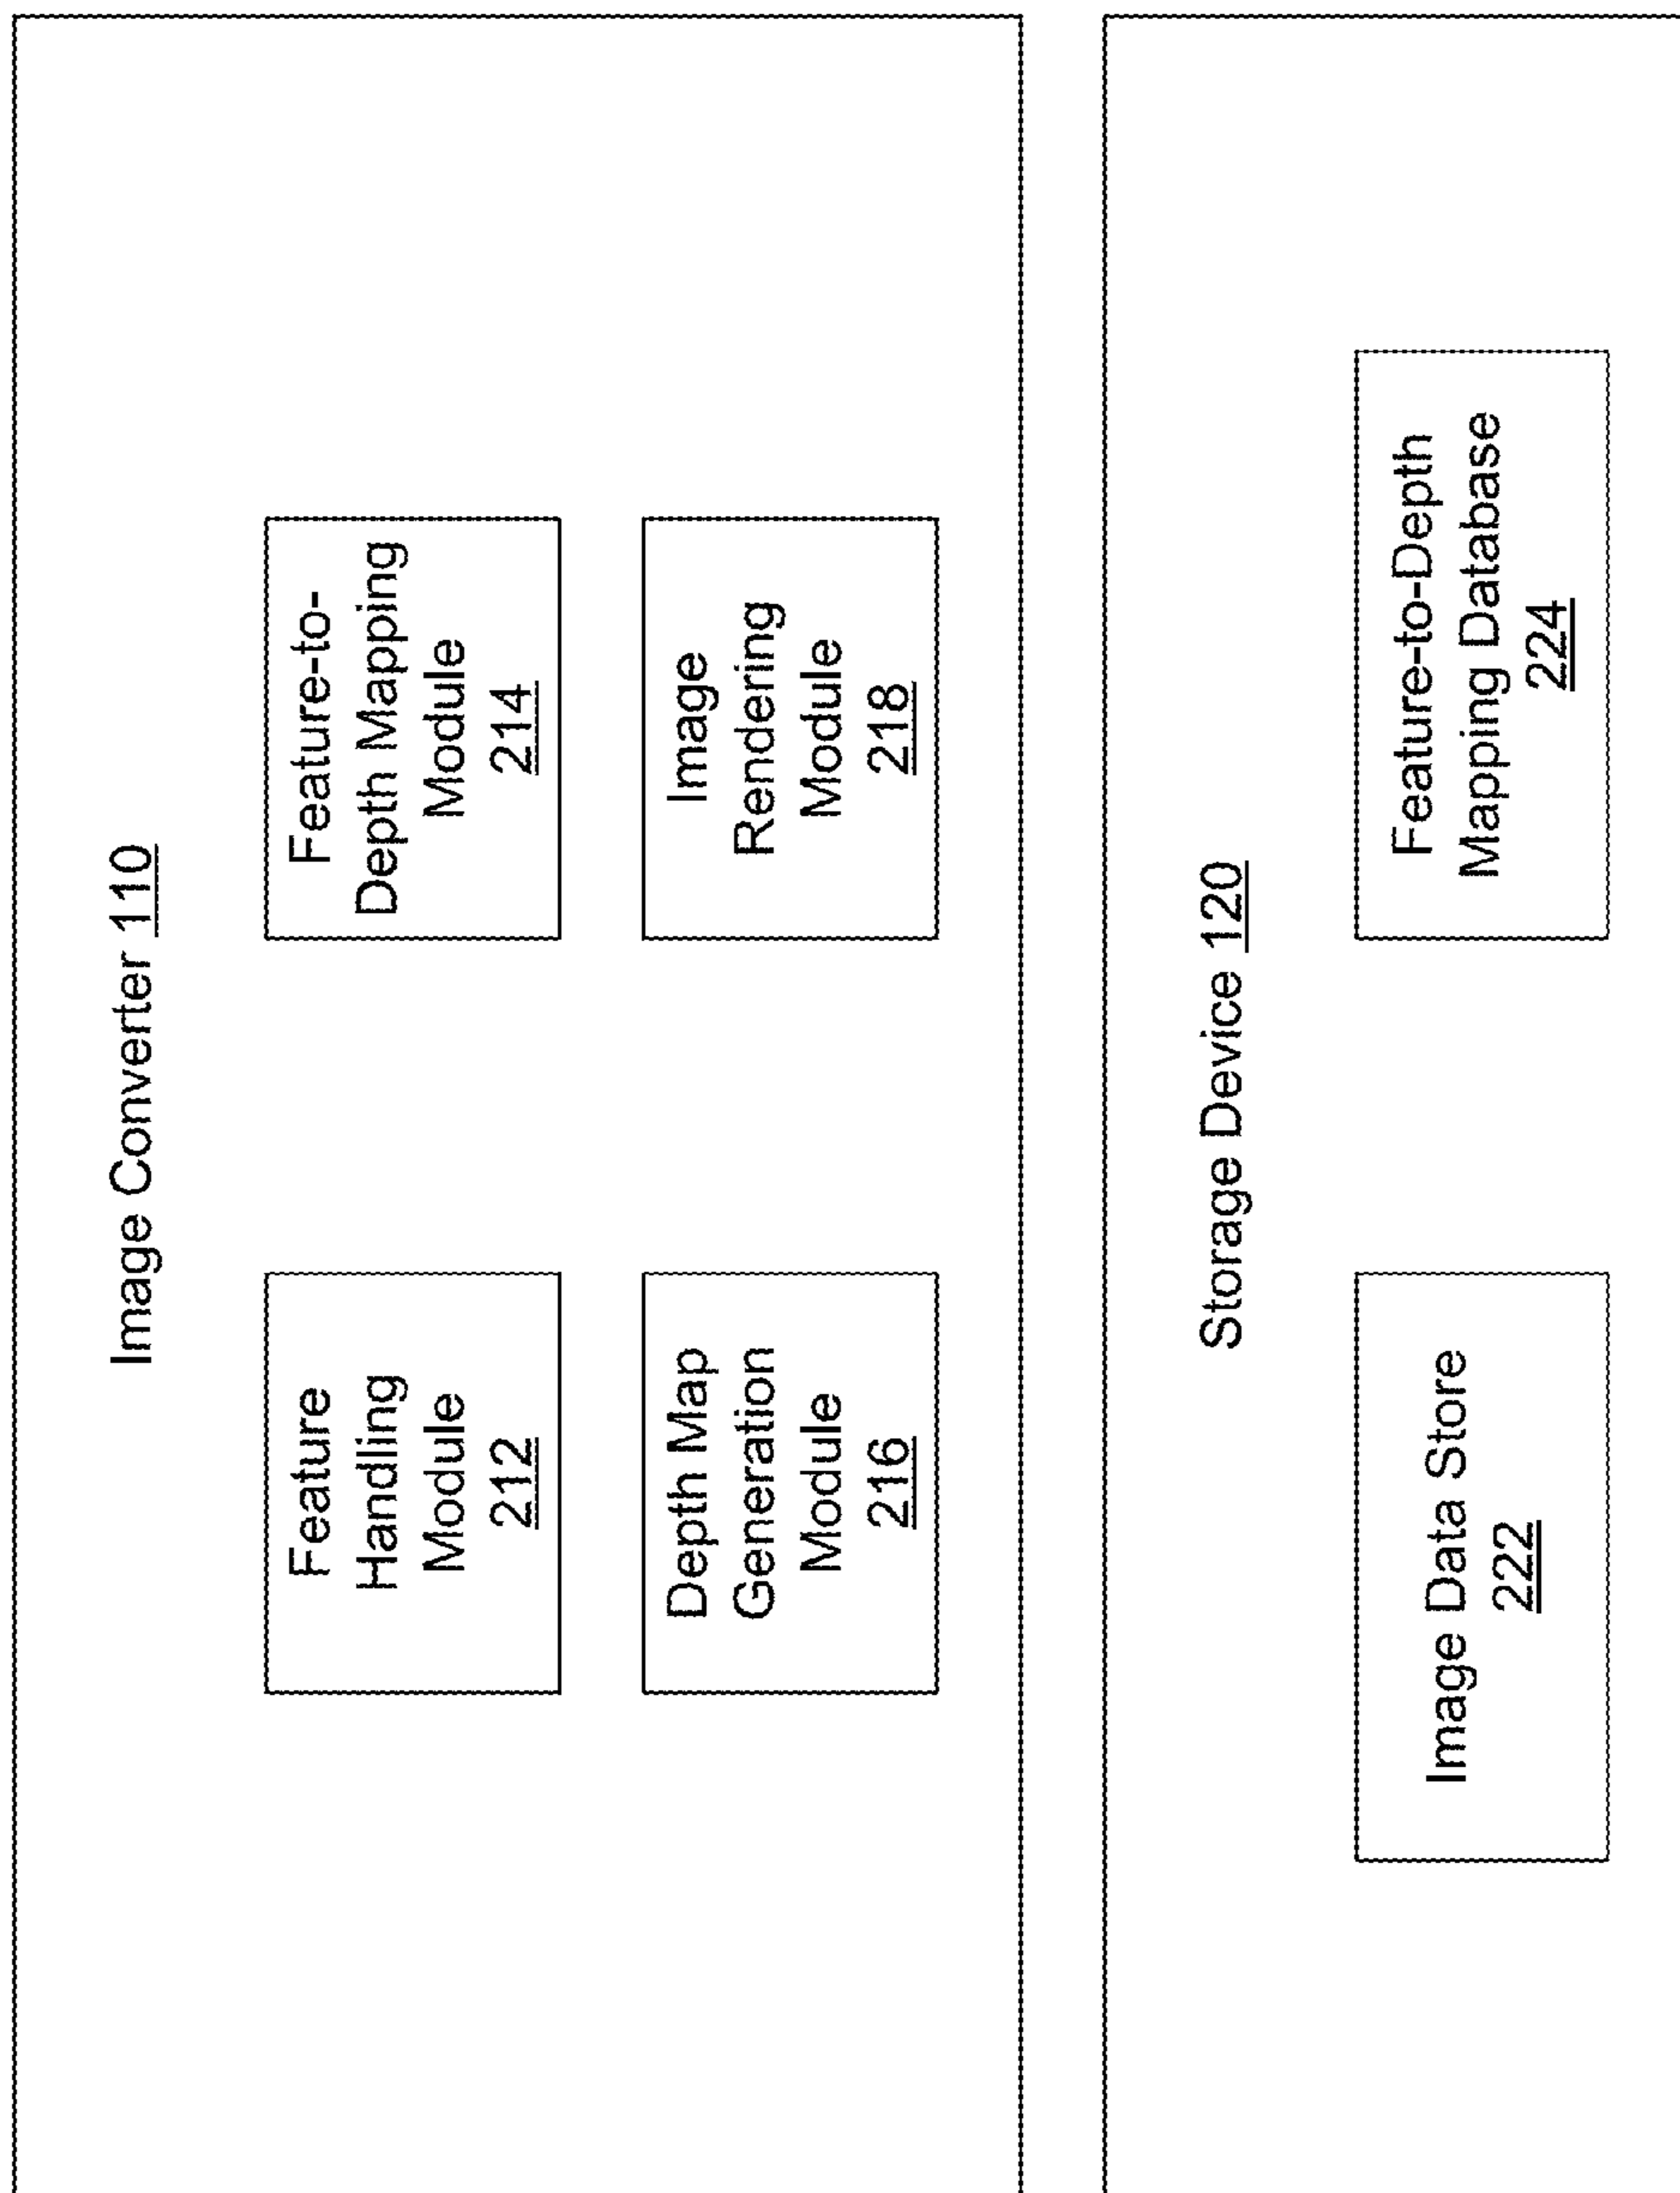 Image Converter 110
Feature
Handling
Module
212
Feature-to-
Depth Mapping
Module
214
Depth Map
Generation
Module
216
Image
Rendering
Module
218
Storage Device 120
Image Data Store
222
Feature-to-Depth
Mapping Database
224